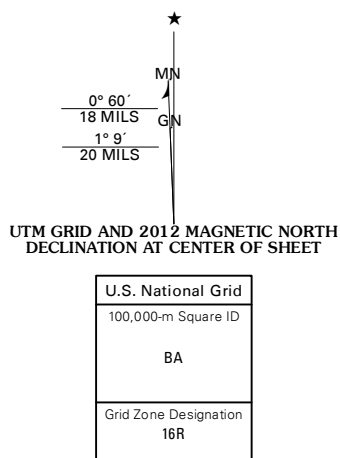 ★
MN
0° 60´
18 MILS
GN
1° 9´
20 MILS
UTM GRID AND 2012 MAGNETIC NORTH
DECLINATION AT CENTER OF SHEET
U.S. National Grid
100,000-m Square ID
BA
Grid Zone Designation
16R